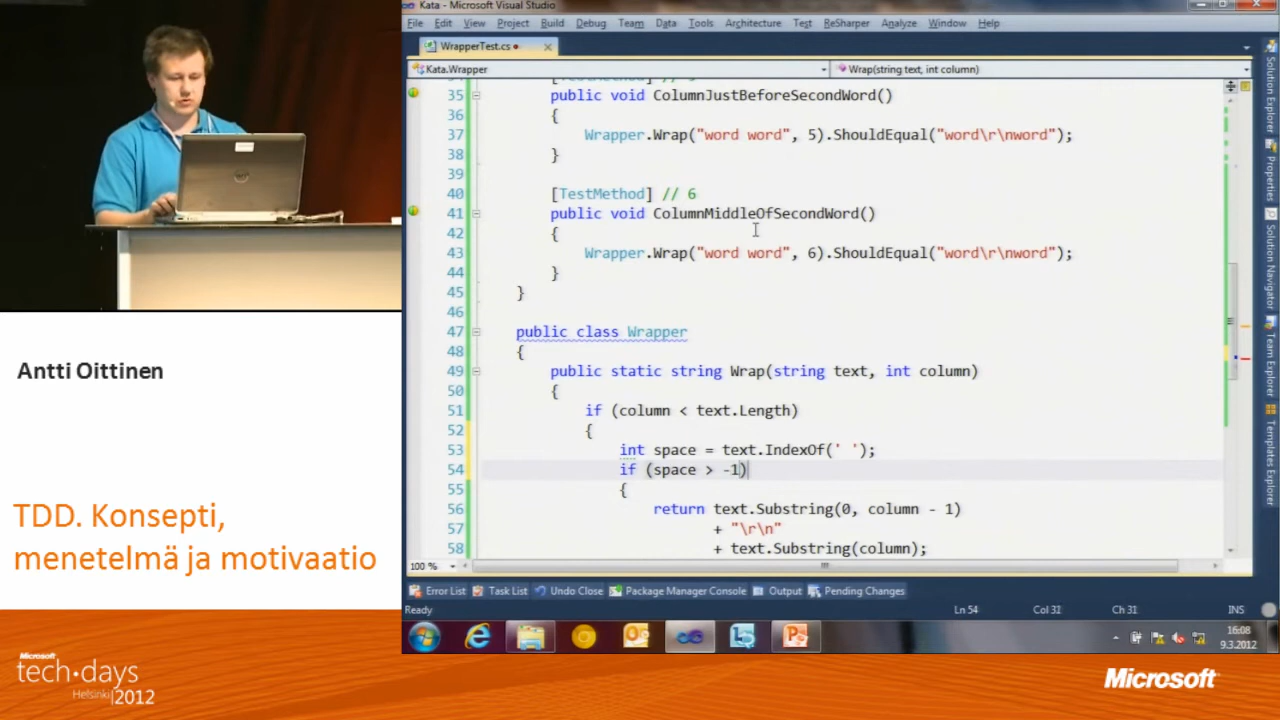 Kata - Microsoft Visual Studio
File Edit View Project Build Debug Team Data Tools Architecture Test ReSharper Analyze Window Help
WrapperTest.cs
Kata.Wrapper
Wrap(string text, int column)
35 public void ColumnJustBeforeSecondWord()
36 {
37 Wrapper.Wrap("word word", 5).ShouldEqual("word\r\nword");
38 }
39
40 [TestMethod] // 6
41 public void ColumnMiddleOfSecondWord()
42 {
43 Wrapper.Wrap("word word", 6).ShouldEqual("word\r\nword");
44 }
45 }
46
47 public class Wrapper
48 {
49 public static string Wrap(string text, int column)
50 {
51 if (column < text.Length)
52 {
53 int space = text.IndexOf(' ');
54 if (space > -1)
55 {
56 return text.Substring(0, column - 1)
57 + "\r\n"
58 + text.Substring(column);
100 %
Error List Task List Undo Close Package Manager Console Output Pending Changes
Ready Ln 54 Col 32 Ch 31 INS
16:08
9.3.2012
Solution Explorer
Properties
Solution Navigator
Team Explorer
Templates Explorer
Antti Oittinen
TDD. Konsepti,
menetelmä ja motivaatio
Microsoft
tech·days
Helsinki|2012
Microsoft